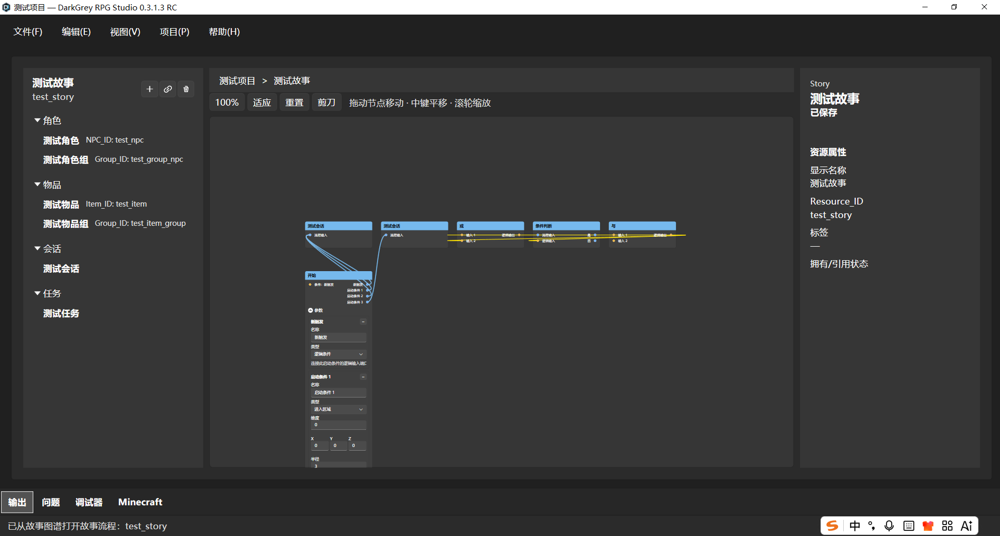 测试项目 — DarkGrey RPG Studio 0.3.1.3 RC
文件(F) 编辑(E) 视图(V) 项目(P) 帮助(H)
测试故事
test_story
角色
测试角色 NPC_ID: test_npc
测试角色组 Group_ID: test_group_npc
物品
测试物品 Item_ID: test_item
测试物品组 Group_ID: test_item_group
会话
测试会话
任务
测试任务
测试项目 > 测试故事
100% 适应 重置 剪刀 拖动节点移动 · 中键平移 · 滚轮缩放
测试会话
流程输入
测试会话
流程输入
或
输入 1 逻辑输出
输入 2
条件判断
流程输入 是
逻辑输入 否
与
输入 1 逻辑输出
输入 2
开始
条件：新触发 新触发
启动条件 1
启动条件 2
启动条件 3
参数
新触发
名称
新触发
类型
逻辑条件
连接此启动条件的逻辑输入端口
启动条件 1
名称
启动条件 1
类型
进入区域
维度
0
X Y Z
0 0 0
半径
3
Story
测试故事
已保存
资源属性
显示名称
测试故事
Resource_ID
test_story
标签
—
拥有/引用状态
输出 问题 调试器 Minecraft
已从故事图谱打开故事流程：test_story
中